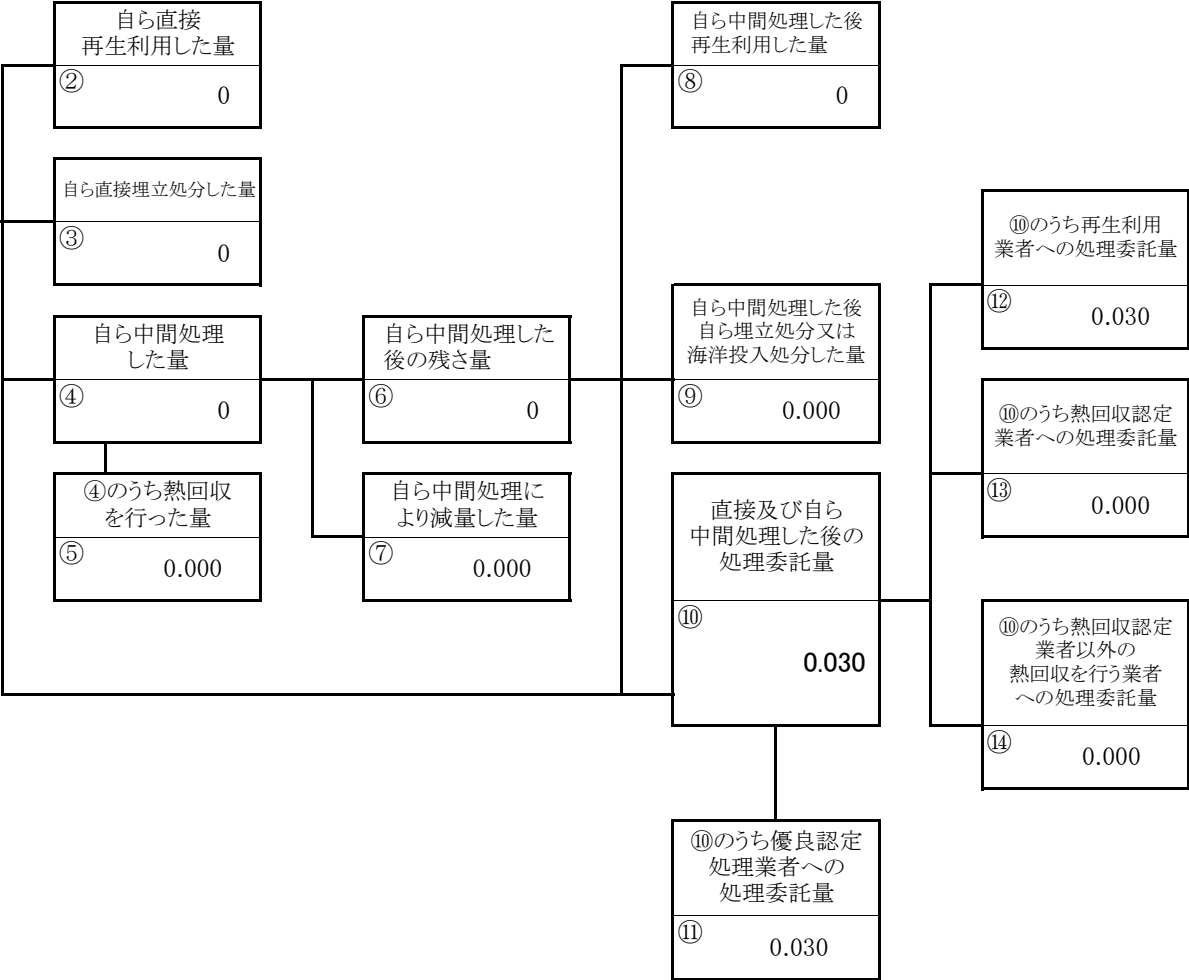 自ら直接
再生利用した量
②
0
自ら直接埋立処分した量
③
0
自ら中間処理
した量
④
0
④のうち熱回収
を行った量
⑤
0.000
自ら中間処理した
後の残さ量
⑥
0
自ら中間処理に
より減量した量
⑦
0.000
自ら中間処理した後
再生利用した量
⑧
0
自ら中間処理した後
自ら埋立処分又は
海洋投入処分した量
⑨
0.000
直接及び自ら
中間処理した後の
処理委託量
⑩
0.030
⑩のうち優良認定
処理業者への
処理委託量
⑪
0.030
⑩のうち再生利用
業者への処理委託量
⑫
0.030
⑩のうち熱回収認定
業者への処理委託量
⑬
0.000
⑩のうち熱回収認定
業者以外の
熱回収を行う業者
への処理委託量
⑭
0.000